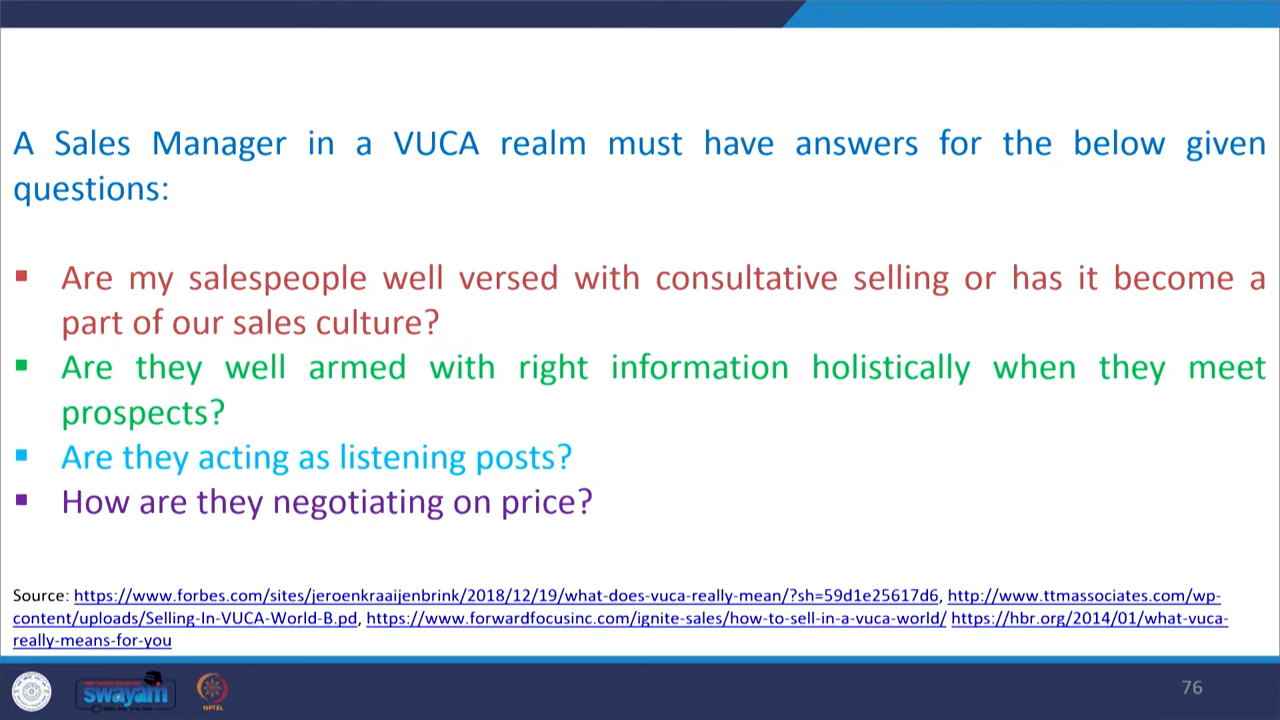 A Sales Manager in a VUCA realm must have answers for the below given
questions:
▪ Are my salespeople well versed with consultative selling or has it become a
part of our sales culture?
▪ Are they well armed with right information holistically when they meet
prospects?
▪ Are they acting as listening posts?
▪ How are they negotiating on price?
Source: https://www.forbes.com/sites/jeroenkraaijenbrink/2018/12/19/what-does-vuca-really-mean/?sh=59d1e25617d6, http://www.ttmassociates.com/wp-
content/uploads/Selling-In-VUCA-World-B.pd, https://www.forwardfocusinc.com/ignite-sales/how-to-sell-in-a-vuca-world/ https://hbr.org/2014/01/what-vuca-
really-means-for-you
swayam
NPTEL
76